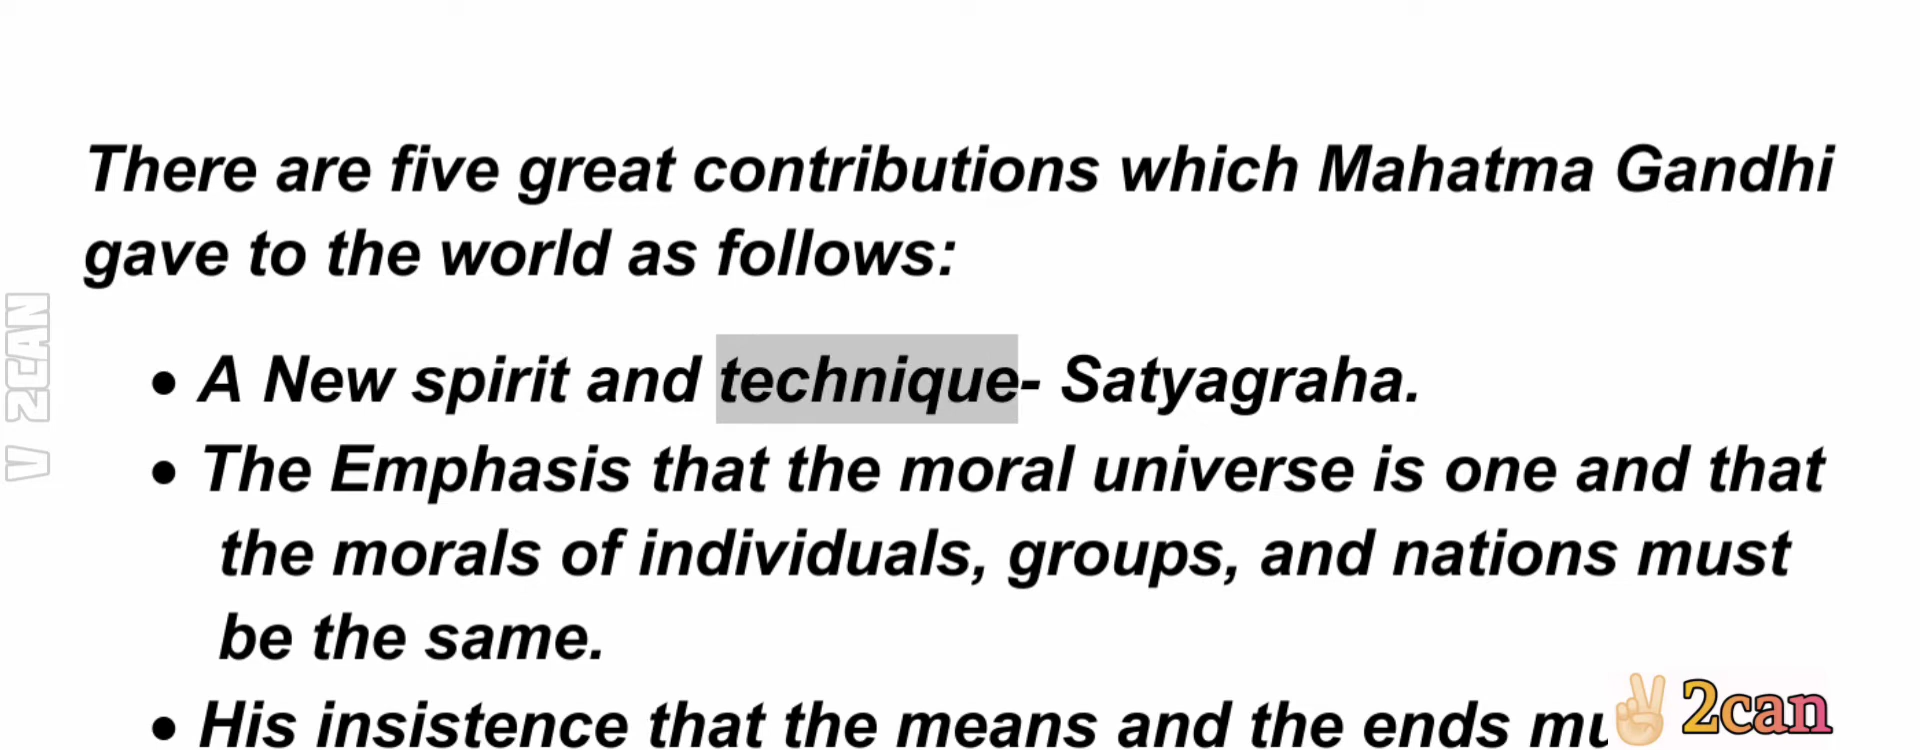 There are five great contributions which Mahatma Gandhi
gave to the world as follows:
• A New spirit and technique- Satyagraha.
• The Emphasis that the moral universe is one and that
the morals of individuals, groups, and nations must
be the same.
• His insistence that the means and the ends
V 2CAN
2can